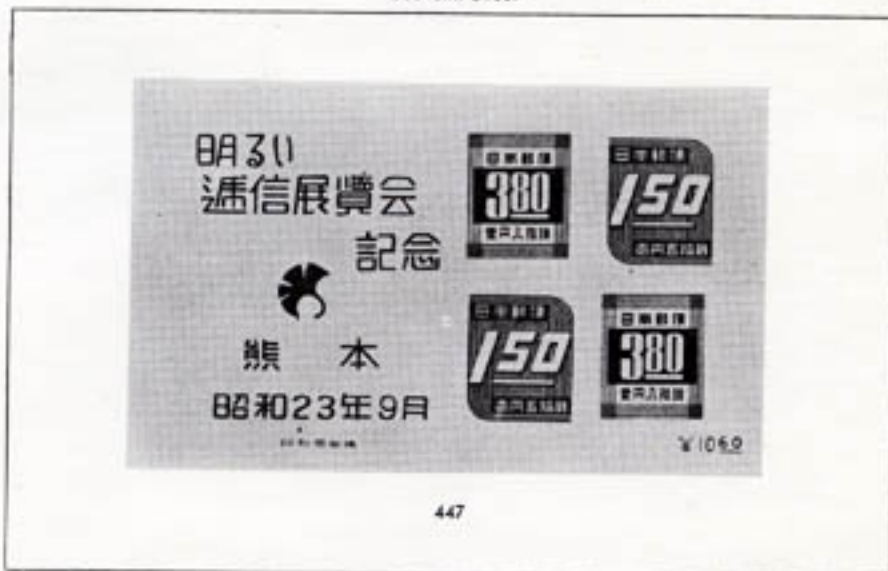 明るい
逓信展覧会
記念
熊 本
昭和23年9月
日本郵便
380
日本郵便
150
日本郵便
150
日本郵便
380
¥1060
447